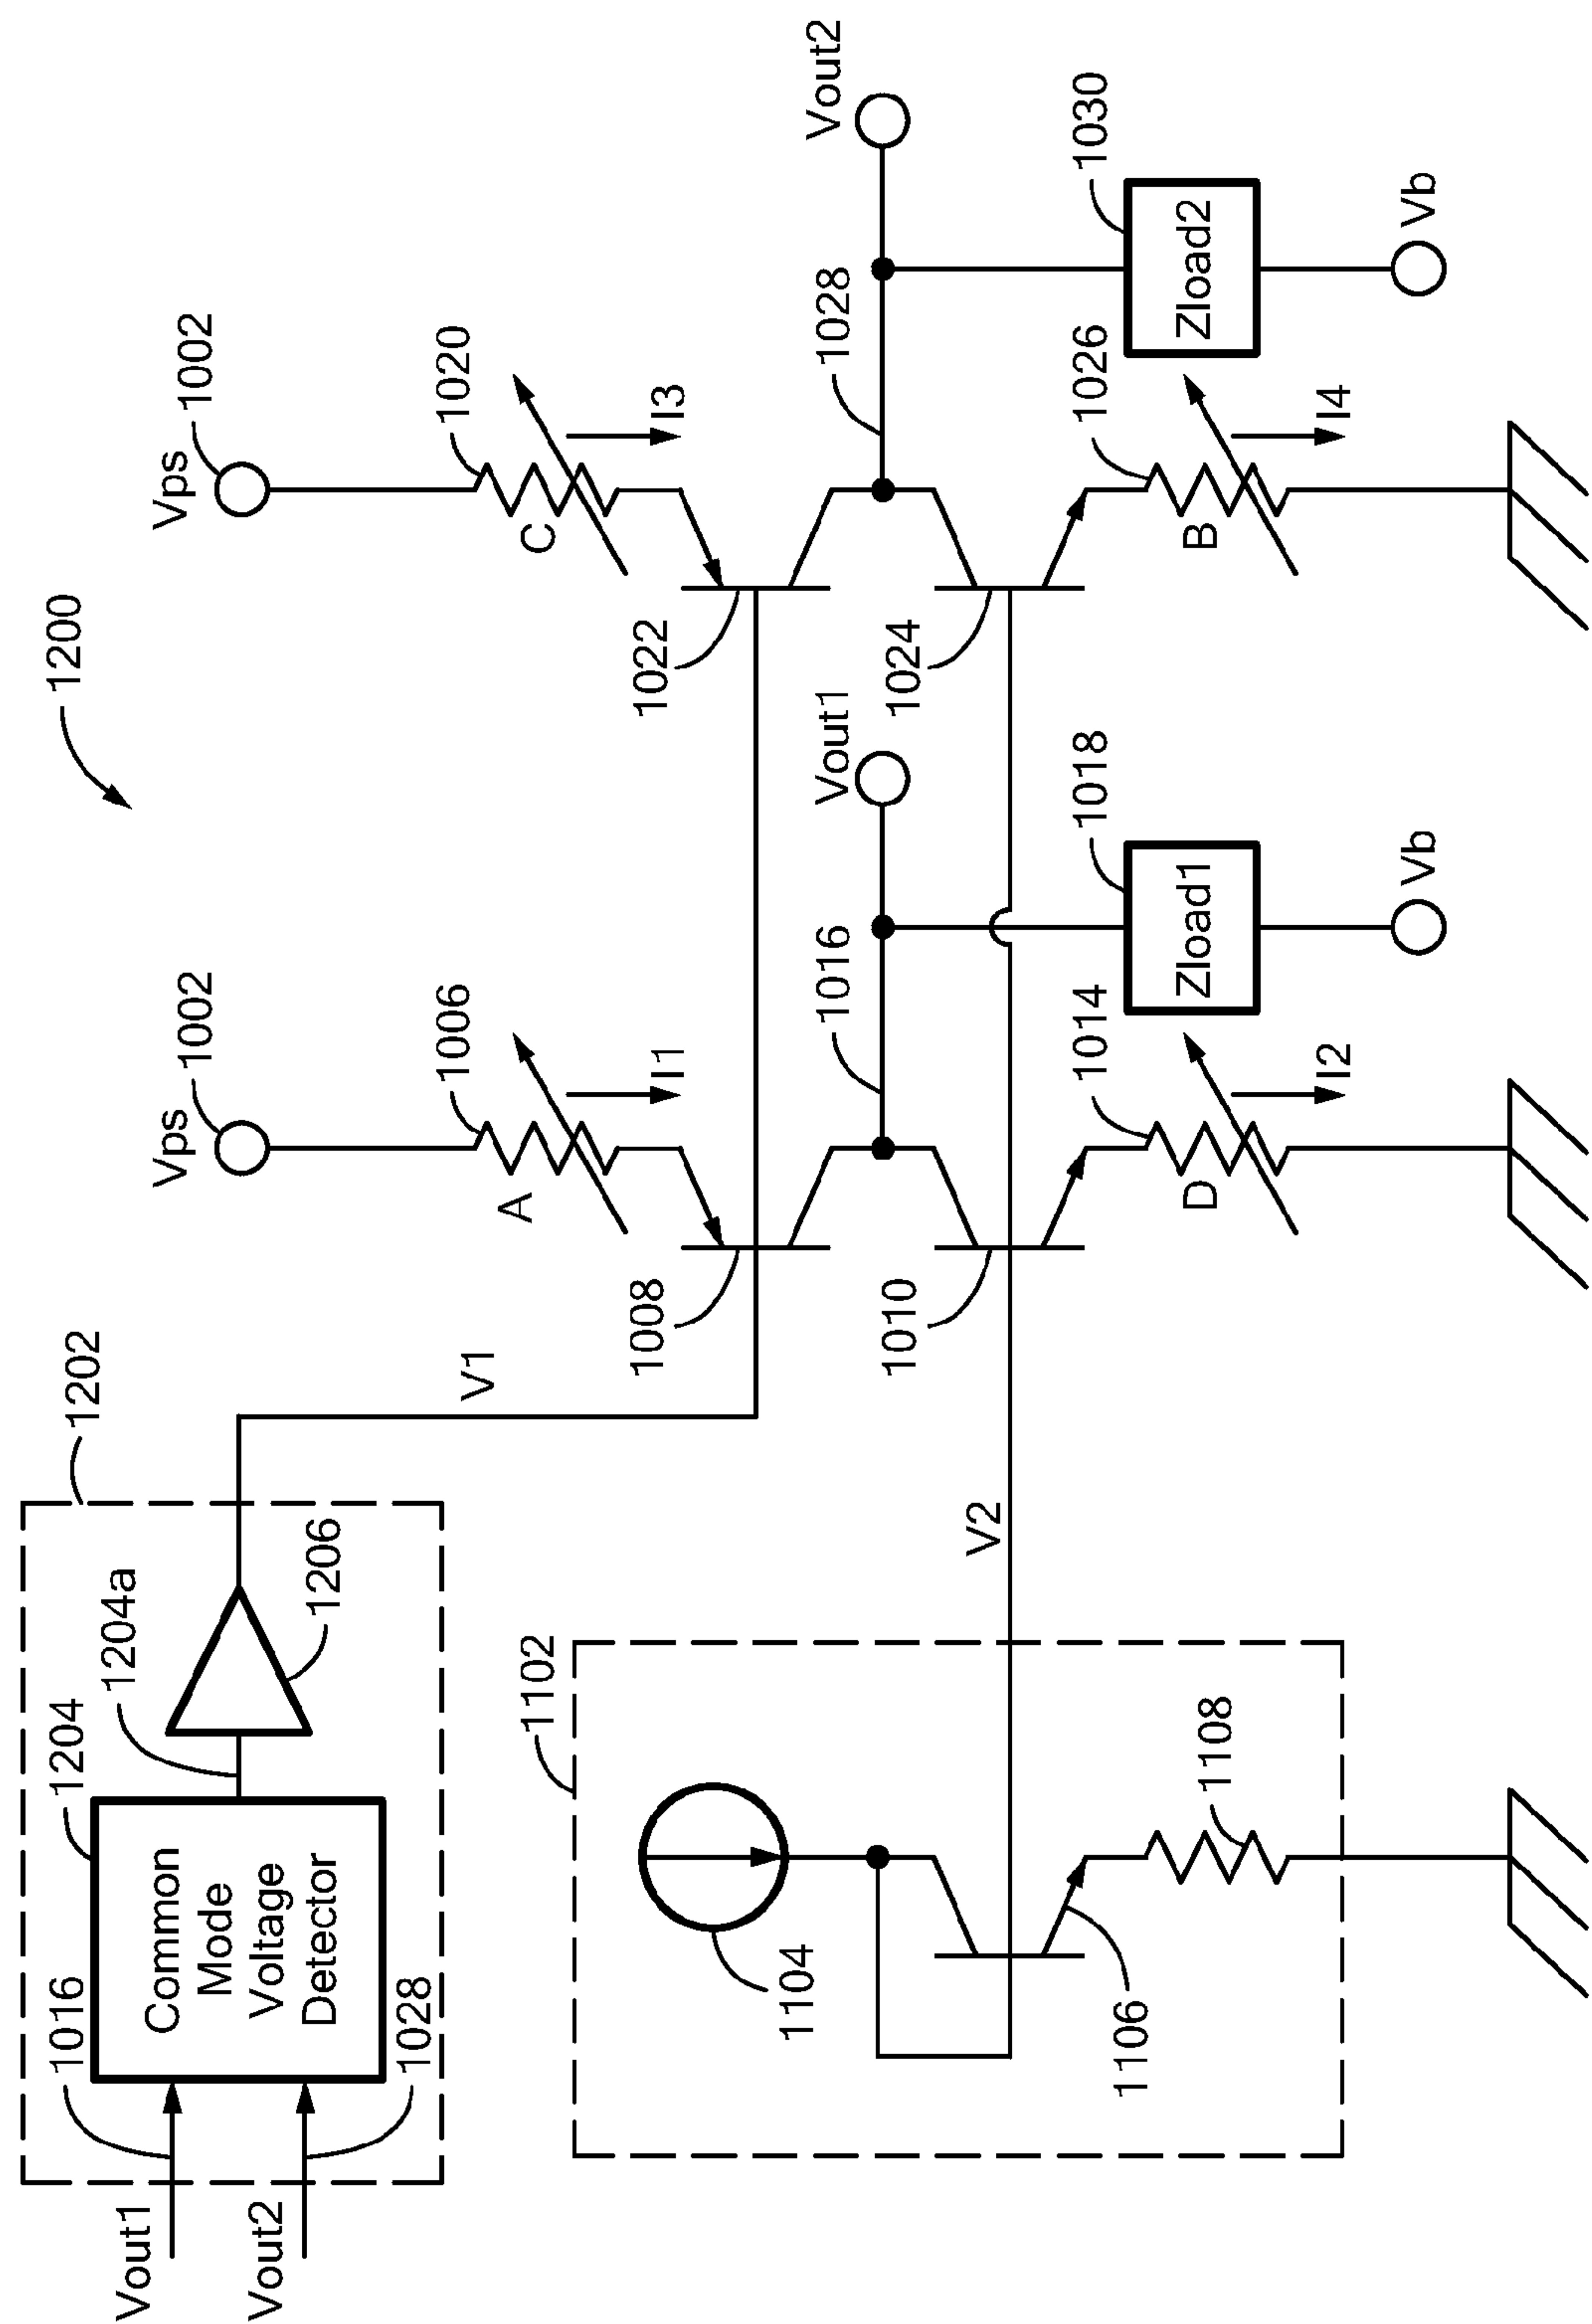 1200
Vout1
Vout2
1016
1028
1204
Common
Mode
Voltage
Detector
1204a
1206
1202
V1
Vps
1002
1006
A
I1
1008
1016
Vout1
1010
1014
D
I2
1018
Zload1
Vb
Vps
1002
1020
C
I3
1022
1028
Vout2
1024
1026
B
I4
1030
Zload2
Vb
1102
1104
V2
1106
1108